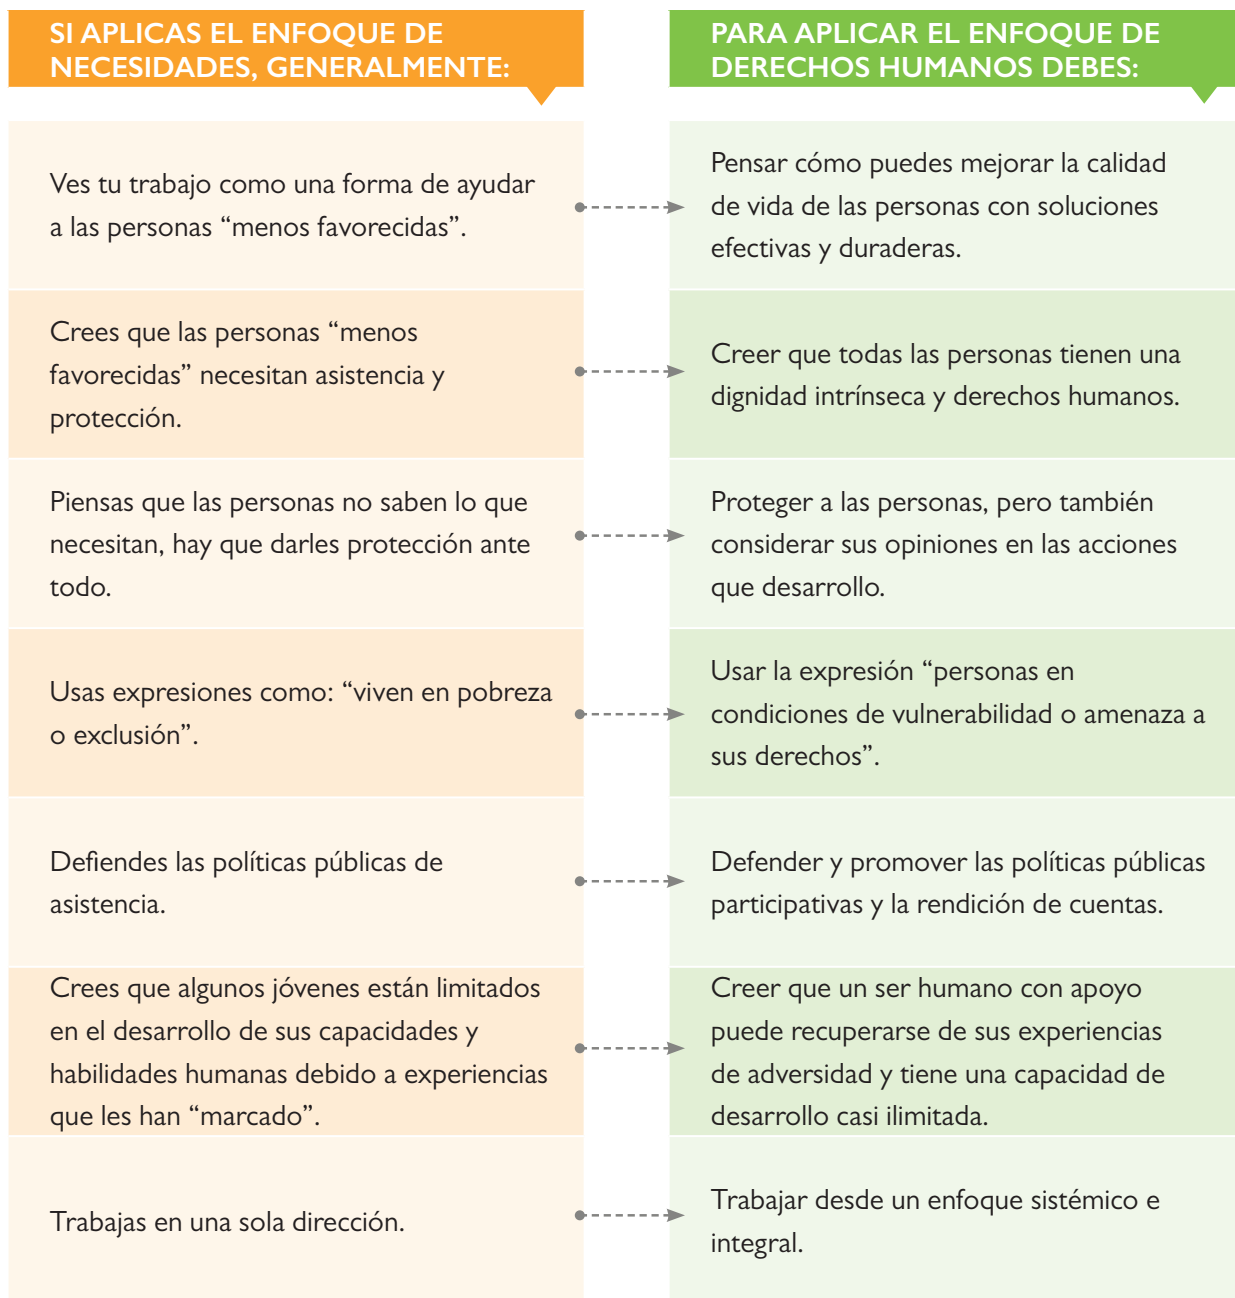 SI APLICAS EL ENFOQUE DE
NECESIDADES, GENERALMENTE:
PARA APLICAR EL ENFOQUE DE
DERECHOS HUMANOS DEBES:
Ves tu trabajo como una forma de ayudar
a las personas “menos favorecidas”.
Pensar cómo puedes mejorar la calidad
de vida de las personas con soluciones
efectivas y duraderas.
Crees que las personas “menos
favorecidas” necesitan asistencia y
protección.
Creer que todas las personas tienen una
dignidad intrínseca y derechos humanos.
Piensas que las personas no saben lo que
necesitan, hay que darles protección ante
todo.
Proteger a las personas, pero también
considerar sus opiniones en las acciones
que desarrollo.
Usas expresiones como: “viven en pobreza
o exclusión”.
Usar la expresión “personas en
condiciones de vulnerabilidad o amenaza a
sus derechos”.
Defiendes las políticas públicas de
asistencia.
Defender y promover las políticas públicas
participativas y la rendición de cuentas.
Crees que algunos jóvenes están limitados
en el desarrollo de sus capacidades y
habilidades humanas debido a experiencias
que les han “marcado”.
Creer que un ser humano con apoyo
puede recuperarse de sus experiencias
de adversidad y tiene una capacidad de
desarrollo casi ilimitada.
Trabajas en una sola dirección.
Trabajar desde un enfoque sistémico e
integral.